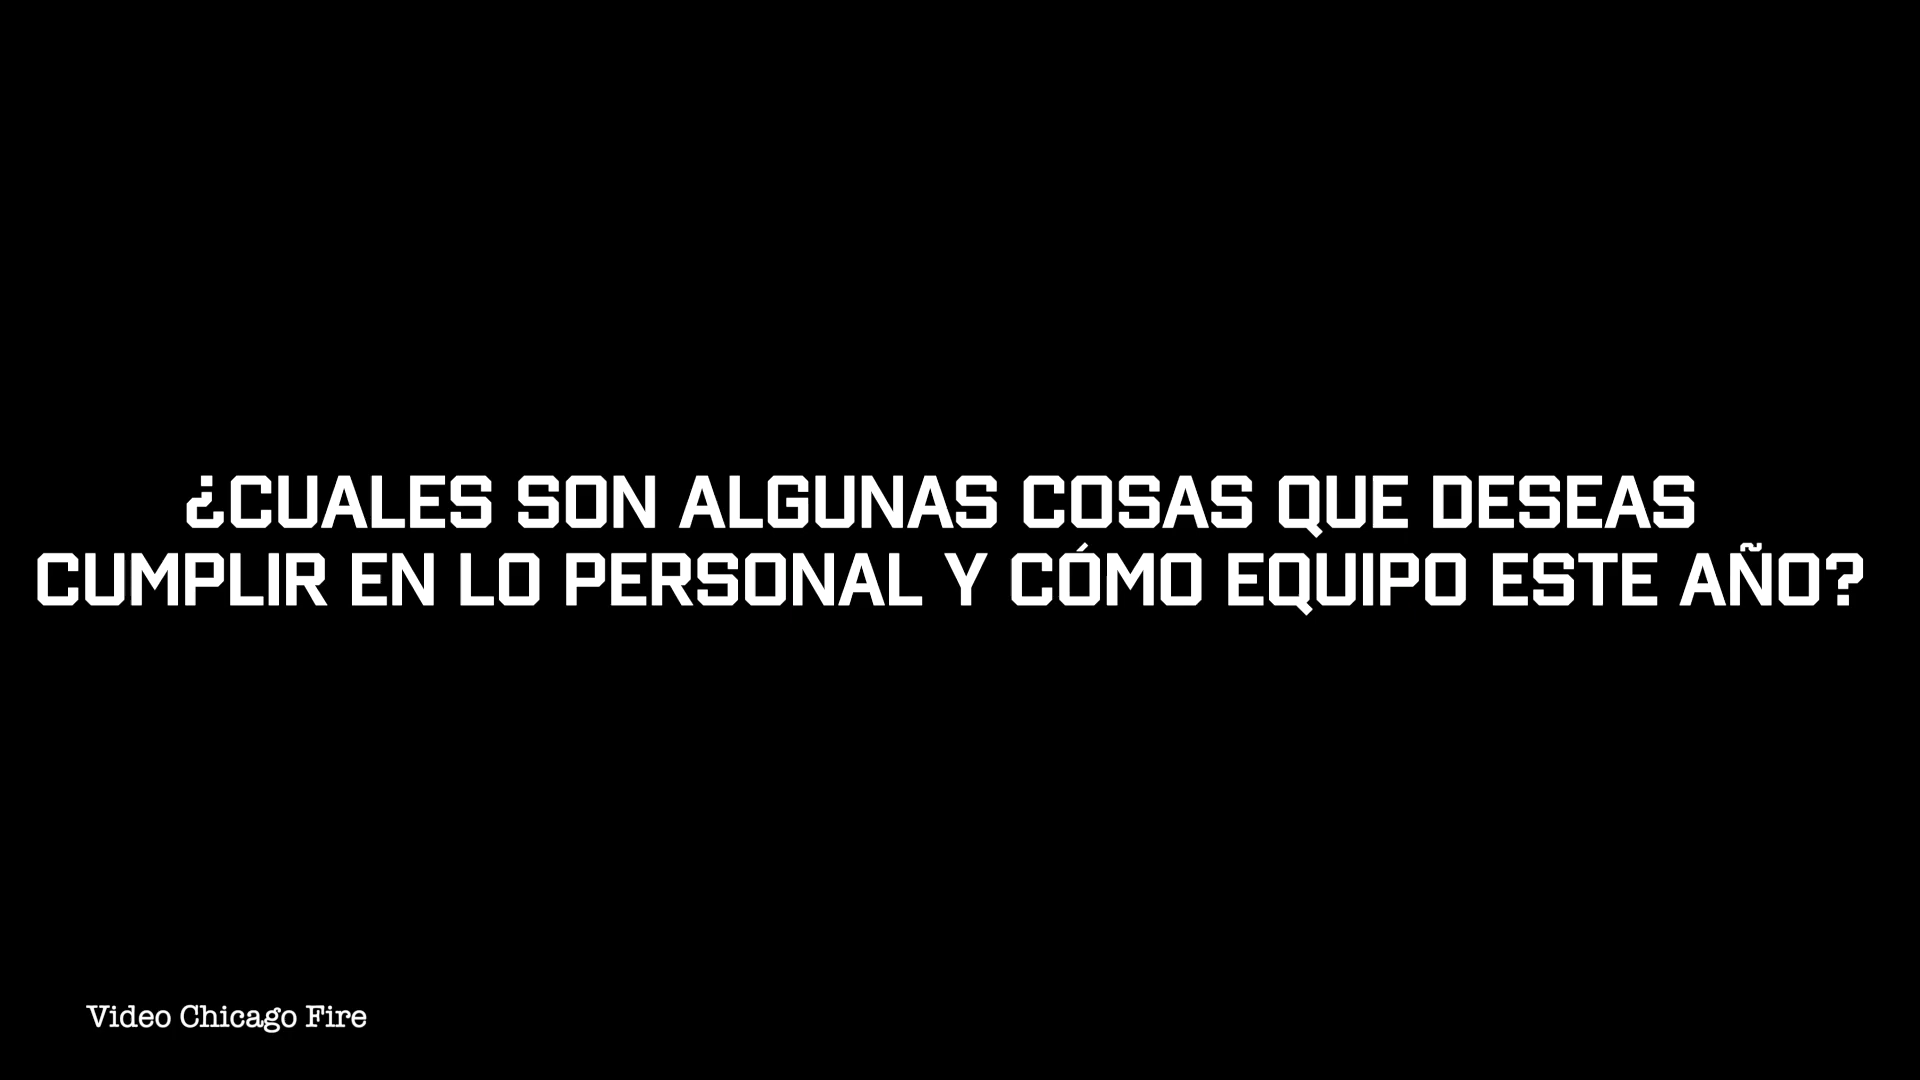 ¿CUALES SON ALGUNAS COSAS QUE DESEAS
CUMPLIR EN LO PERSONAL Y CÓMO EQUIPO ESTE AÑO?
Video Chicago Fire